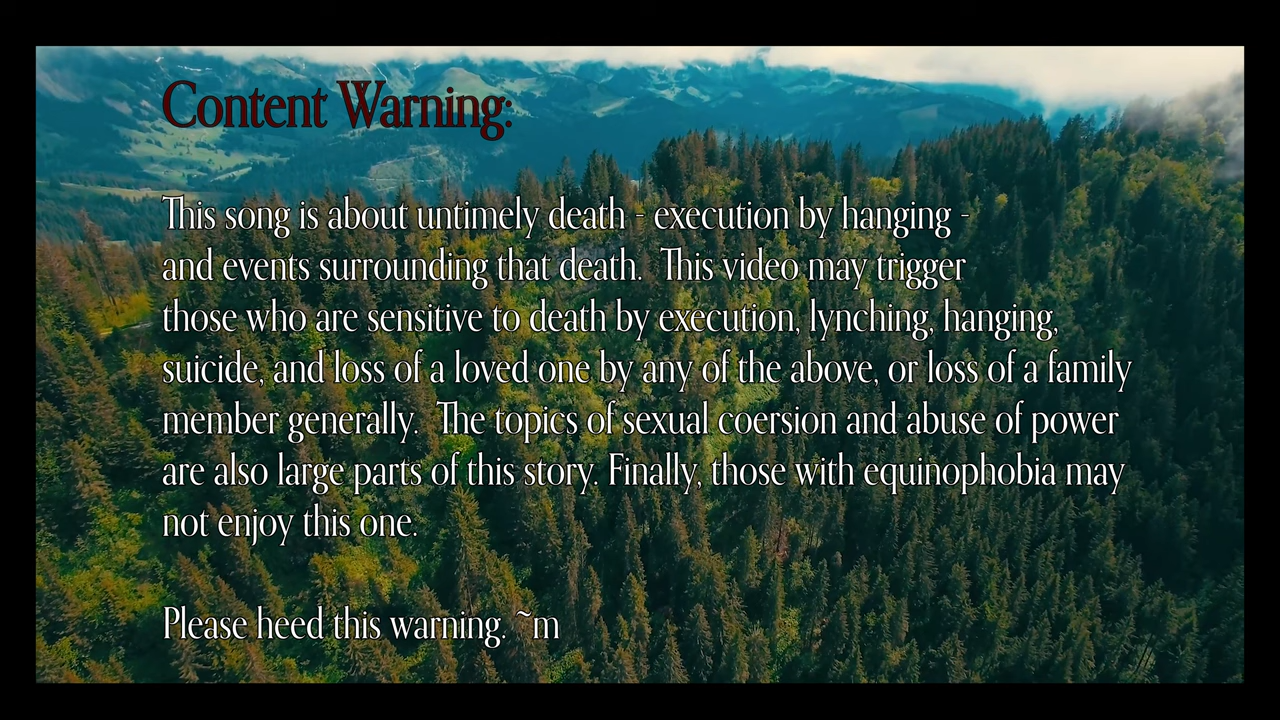 Content Warning:
This song is about untimely death - execution by hanging -
and events surrounding that death.  This video may trigger
those who are sensitive to death by execution, lynching, hanging,
suicide, and loss of a loved one by any of the above, or loss of a family
member generally.  The topics of sexual coersion and abuse of power
are also large parts of this story. Finally, those with equinophobia may
not enjoy this one.
Please heed this warning. ~m